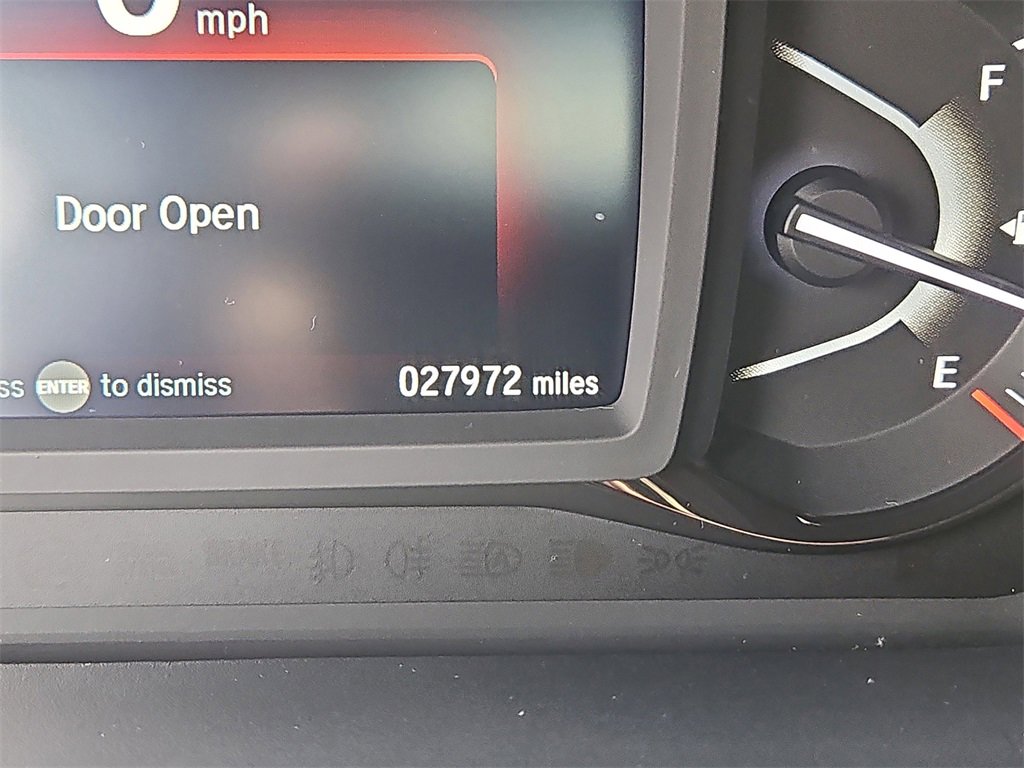 mph
F
Door Open
E
ss ENTER to dismiss
027972 miles